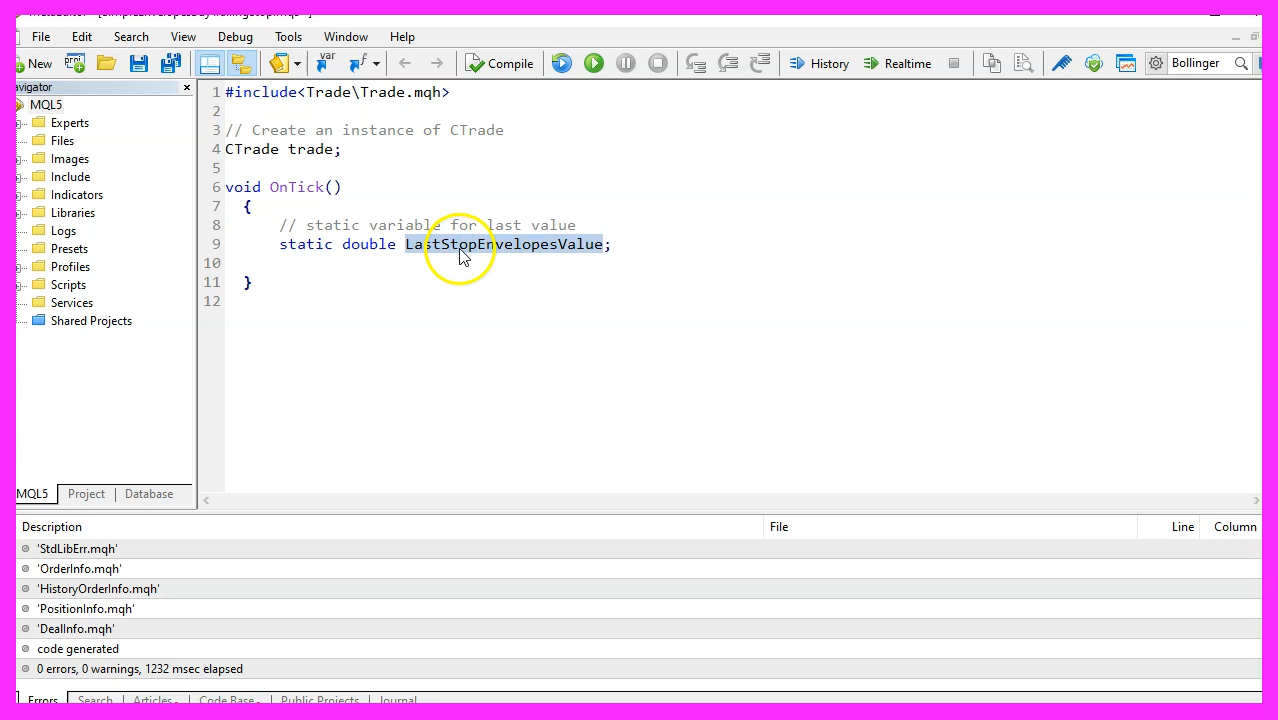 File Edit Search View Debug Tools Window Help
New Compile History Realtime Bollinger
avigator
MQL5
Experts
Files
Images
Include
Indicators
Libraries
Logs
Presets
Profiles
Scripts
Services
Shared Projects
MQL5 Project Database
1 #include<Trade\Trade.mqh>
2
3 // Create an instance of CTrade
4 CTrade trade;
5
6 void OnTick()
7 {
8 // static variable for last value
9 static double LastStopEnvelopesValue;
10
11 }
12
Description File Line Column
'StdLibErr.mqh'
'OrderInfo.mqh'
'HistoryOrderInfo.mqh'
'PositionInfo.mqh'
'DealInfo.mqh'
code generated
0 errors, 0 warnings, 1232 msec elapsed
Errors Search Articles Code Base Public Projects Journal